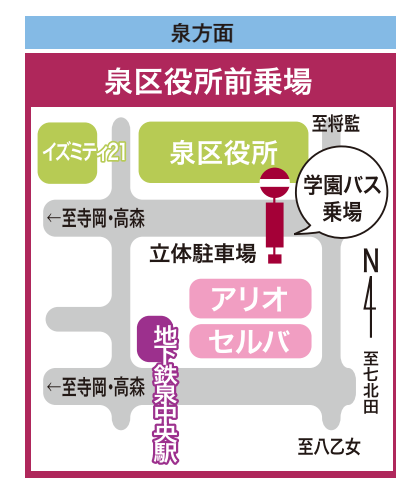 泉方面
泉区役所前乗場
至将監
イズミティ21
泉区役所
学園バス
乗場
←至寺岡・高森
立体駐車場
N
アリオ
セルバ
地下鉄泉中央駅
至七北田
←至寺岡・高森
至八乙女